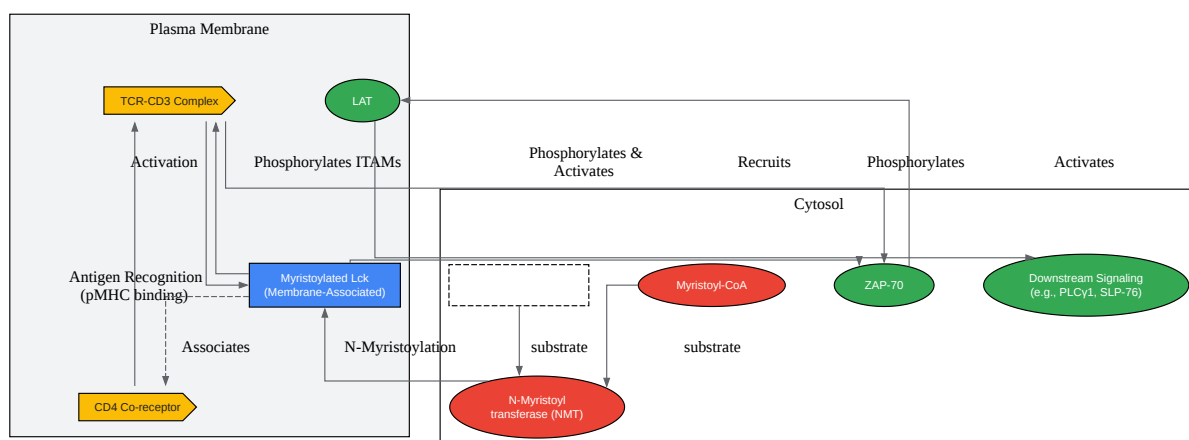 Plasma Membrane
TCR-CD3 Complex
LAT
Activation
Phosphorylates ITAMs
Phosphorylates &
Activates
Recruits
Phosphorylates
Activates
Cytosol
Antigen Recognition
(pMHC binding)
Myristoylated Lck
(Membrane-Associated)
Myristoyl-CoA
ZAP-70
Downstream Signaling
(e.g., PLCγ1, SLP-76)
Associates
N-Myristoylation
substrate
substrate
CD4 Co-receptor
N-Myristoyl
transferase (NMT)